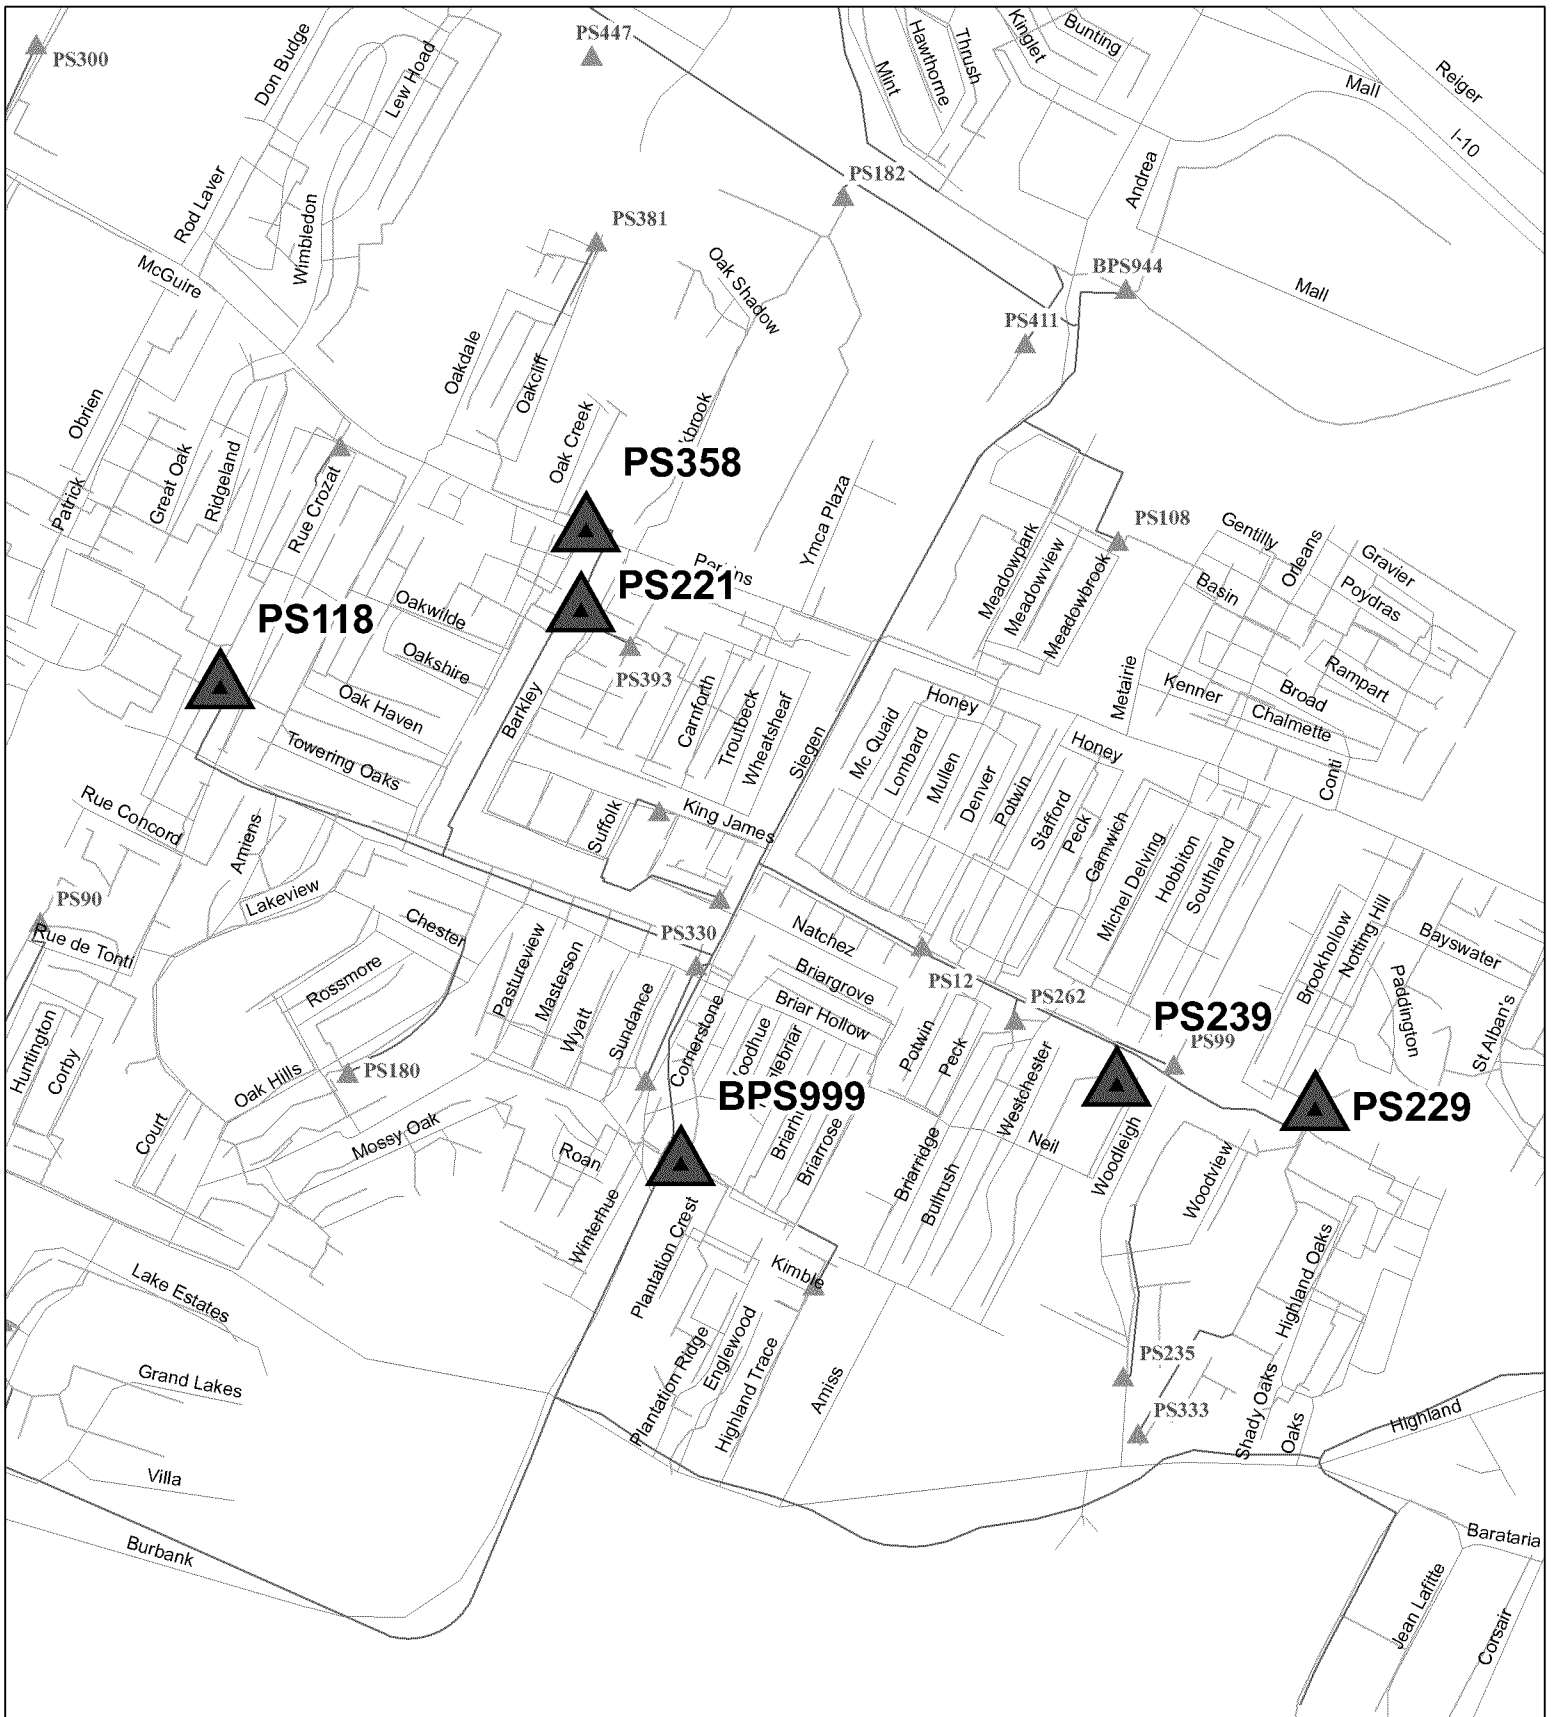 PS300
Don Budge
Lew Hoad
PS447
Mint
Hawthorne
Thrush
Kinglet
Bunting
Mall
Reiger
I-10
Rod Laver
Wimbledon
McGuire
PS381
PS182
Andrea
Oak Shadow
BPS944
Mall
PS411
Obrien
Oakdale
Oakcliff
Oak Creek
kbrook
PS358
Patrick
Great Oak
Ridgeland
Rue Crozat
Ymca Plaza
PS108
Gentilly
Orleans
Gravier
Perkins
Basin
Poydras
PS221
PS118
Oakwilde
Oakshire
Oak Haven
Towering Oaks
Barkley
PS393
Carnforth
Troutbeck
Wheatsheaf
Siegen
Meadowpark
Meadowview
Meadowbrook
Metairie
Kenner
Broad
Rampart
Chalmette
Conti
Honey
Honey
Mc Quaid
Lombard
Mullen
Denver
Potwin
Stafford
Peck
Gamwich
Michel Delving
Hobbiton
Southland
Rue Concord
Amiens
Suffolk
King James
Lakeview
PS90
Rue de Tonti
Chester
Rossmore
Pastureview
Masterson
Wyatt
Sundance
PS330
Natchez
Briargrove
Briar Hollow
PS12
PS262
PS239
PS99
Brookhollow
Notting Hill
Bayswater
Paddington
St Alban's
Huntington
Corby
Oak Hills
PS180
Court
Mossy Oak
Roan
Winterhue
Cornerstone
oodhue
lebriar
BPS999
Briarhi
Briarrose
Potwin
Peck
Westchester
Neil
Woodleigh
PS229
Briarridge
Bullrush
Woodview
Plantation Crest
Kimble
Highland Oaks
Lake Estates
Grand Lakes
Plantation Ridge
Englewood
Highland Trace
Amiss
PS235
PS333
Shady Oaks
Oaks
Highland
Villa
Burbank
Barataria
Jean Lafitte
Corsair